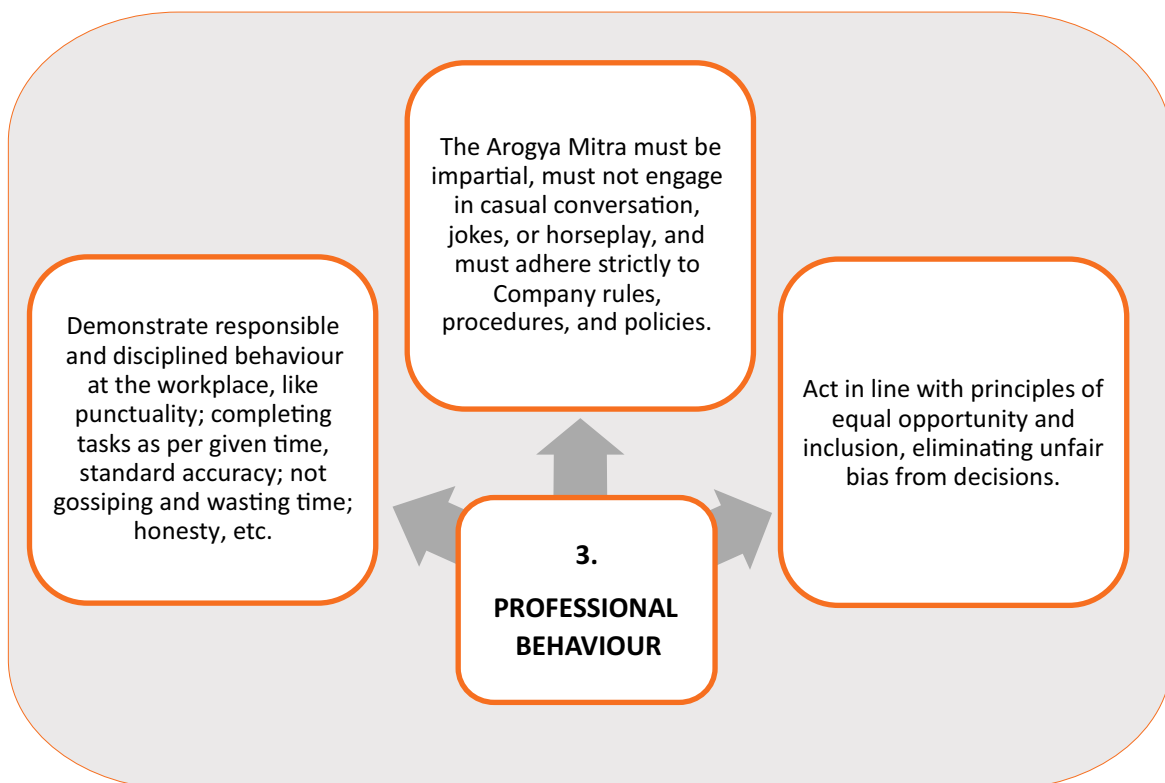 The Arogya Mitra must be
impartial, must not engage
in casual conversation,
jokes, or horseplay, and
must adhere strictly to
Company rules,
procedures, and policies.
Demonstrate responsible
and disciplined behaviour
at the workplace, like
punctuality; completing
tasks as per given time,
standard accuracy; not
gossiping and wasting time;
honesty, etc.
Act in line with principles of
equal opportunity and
inclusion, eliminating unfair
bias from decisions.
3.
PROFESSIONAL
BEHAVIOUR